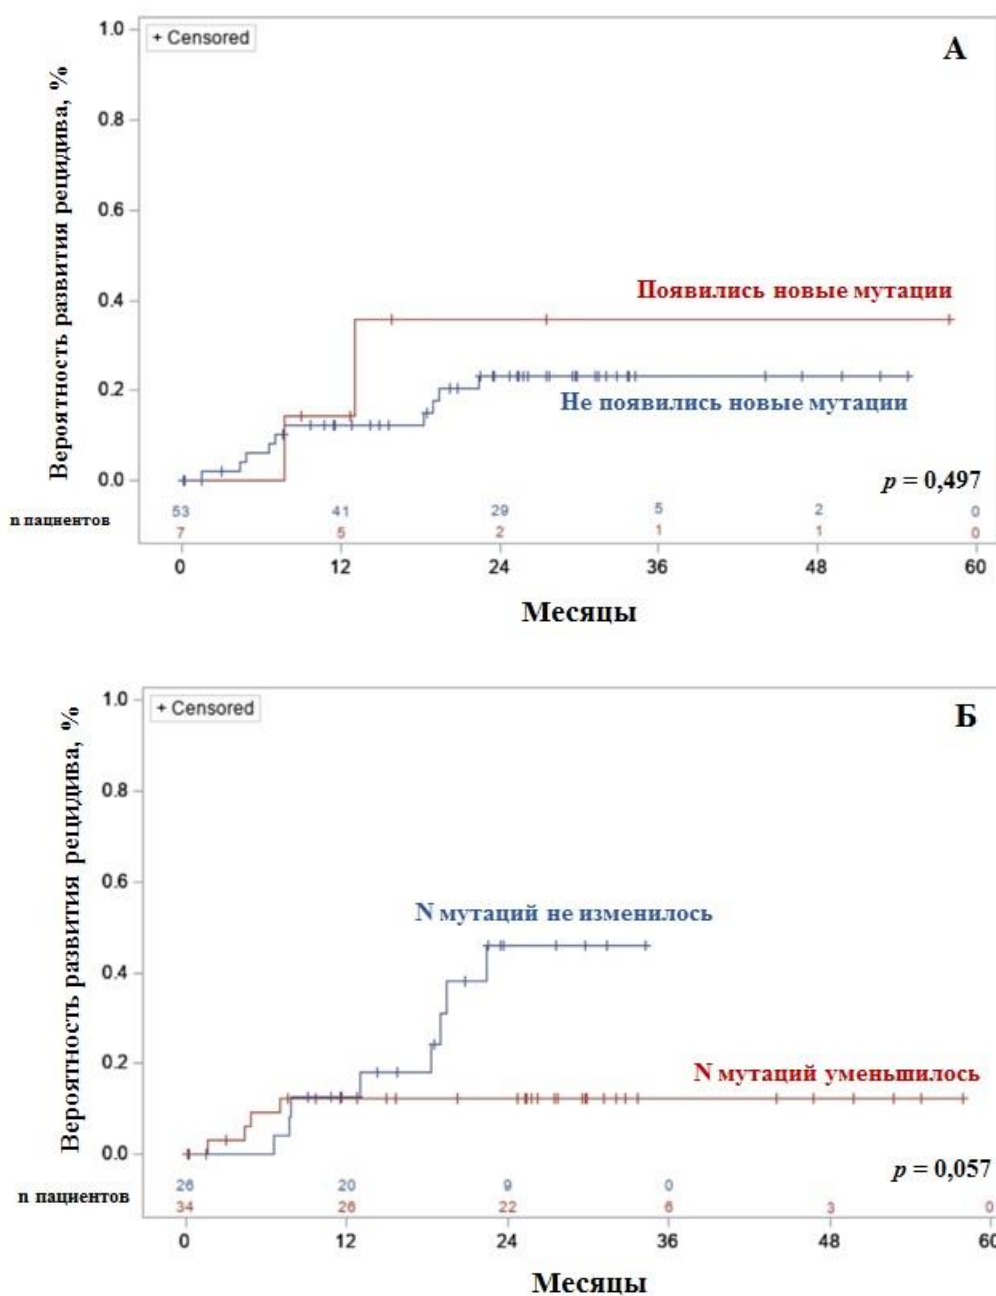 1.0
+ Censored
А
0.8
0.6
0.4
0.2
0.0
Вероятность развития рецидива, %
Появились новые мутации
Не появились новые мутации
p = 0,497
n пациентов
53 41 29 5 2 0
7 5 2 1 1 0
0 12 24 36 48 60
Месяцы
1.0
+ Censored
Б
0.8
0.6
0.4
0.2
0.0
Вероятность развития рецидива, %
N мутаций не изменилось
N мутаций уменьшилось
p = 0,057
n пациентов
26 20 9 0
34 26 22 6 3 0
0 12 24 36 48 60
Месяцы